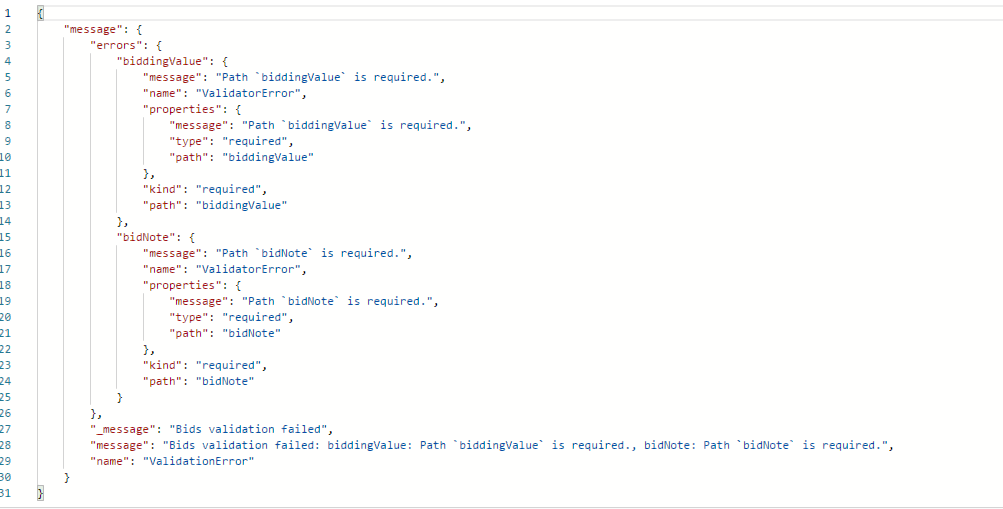 1 {
2 "message": {
3 "errors": {
4 "biddingValue": {
5 "message": "Path `biddingValue` is required.",
6 "name": "ValidatorError",
7 "properties": {
8 "message": "Path `biddingValue` is required.",
9 "type": "required",
10 "path": "biddingValue"
11 },
12 "kind": "required",
13 "path": "biddingValue"
14 },
15 "bidNote": {
16 "message": "Path `bidNote` is required.",
17 "name": "ValidatorError",
18 "properties": {
19 "message": "Path `bidNote` is required.",
20 "type": "required",
21 "path": "bidNote"
22 },
23 "kind": "required",
24 "path": "bidNote"
25 }
26 },
27 "_message": "Bids validation failed",
28 "message": "Bids validation failed: biddingValue: Path `biddingValue` is required., bidNote: Path `bidNote` is required.",
29 "name": "ValidationError"
30 }
31 }